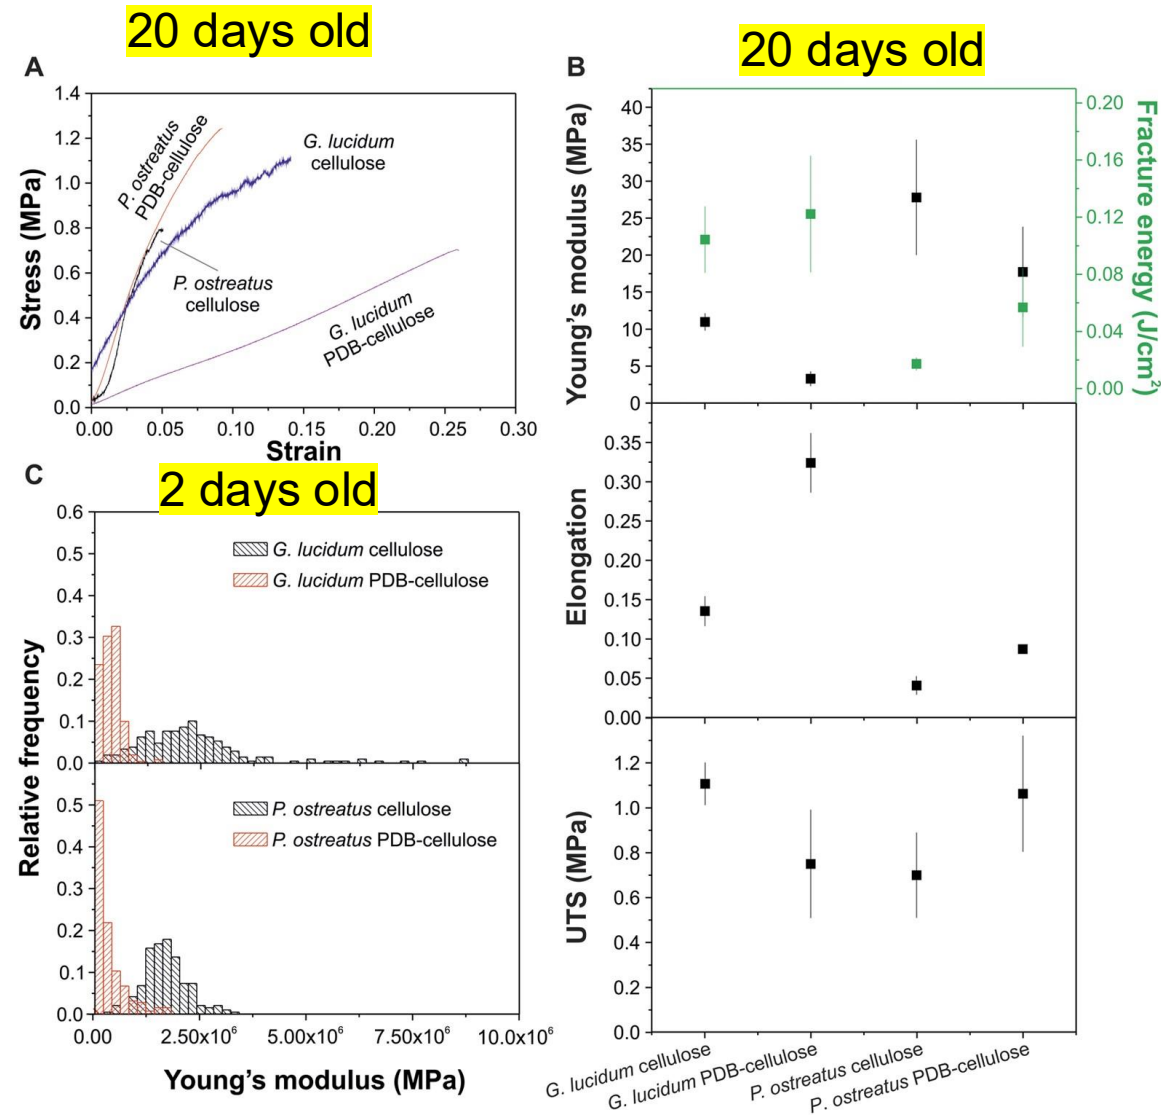 20 days old
A
1.4
1.2
1.0
0.8
0.6
0.4
0.2
0.0
Stress (MPa)
P. ostreatus
PDB-cellulose
G. lucidum
cellulose
P. ostreatus
cellulose
G. lucidum
PDB-cellulose
0.00 0.05 0.10 0.15 0.20 0.25 0.30
Strain
20 days old
B
40
35
30
25
20
15
10
5
0
Young's modulus (MPa)
0.20
0.16
0.12
0.08
0.04
0.00
Fracture energy (J/cm²)
0.35
0.30
0.25
0.20
0.15
0.10
0.05
0.00
Elongation
1.2
1.0
0.8
0.6
0.4
0.2
0.0
UTS (MPa)
G. lucidum cellulose
G. lucidum PDB-cellulose
P. ostreatus cellulose
P. ostreatus PDB-cellulose
C
2 days old
0.6
0.5
0.4
0.3
0.2
0.1
0.0
G. lucidum cellulose
G. lucidum PDB-cellulose
Relative frequency
0.5
0.4
0.3
0.2
0.1
0.0
P. ostreatus cellulose
P. ostreatus PDB-cellulose
0.00 2.50x10⁶ 5.00x10⁶ 7.50x10⁶ 10.0x10⁶
Young's modulus (MPa)